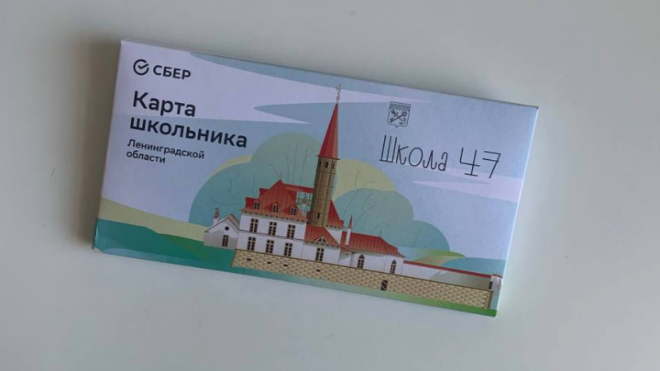 СБЕР
Карта
школьника
Ленинградской
области
Школа 47